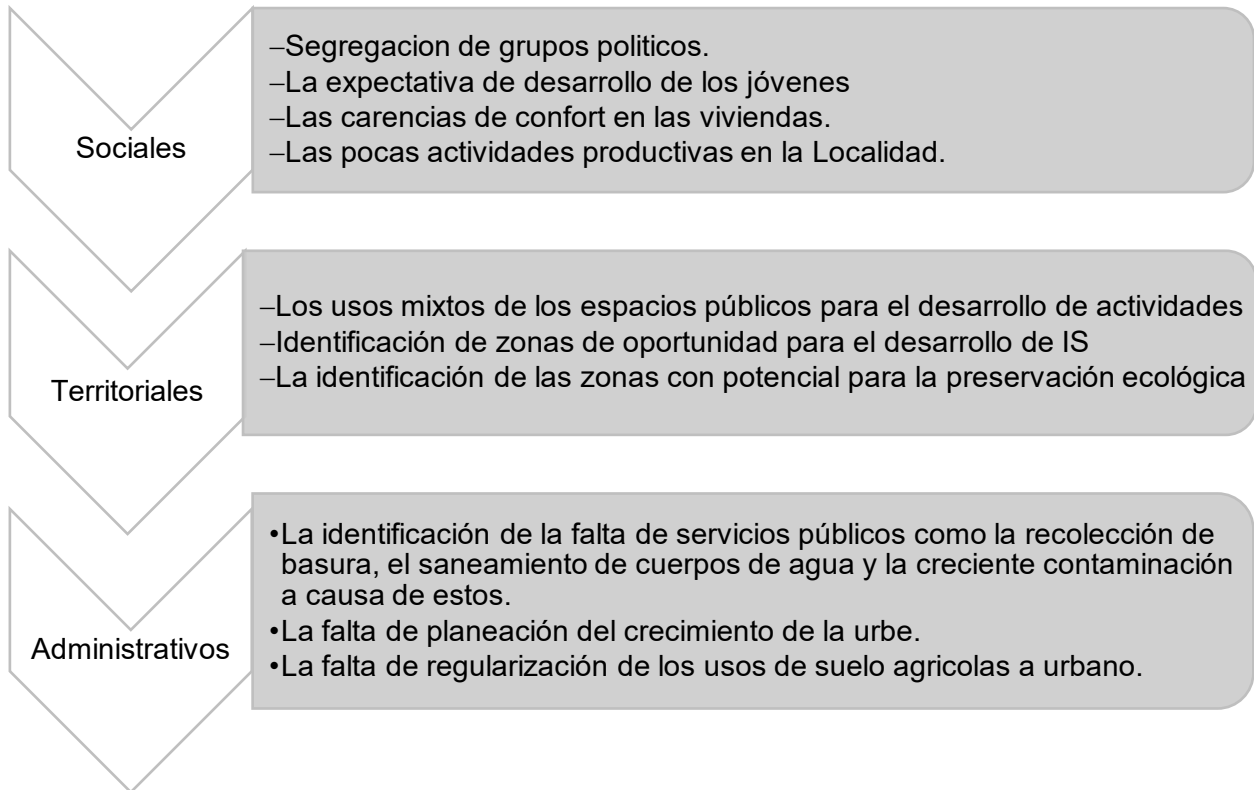 Sociales
–Segregacion de grupos politicos.
–La expectativa de desarrollo de los jóvenes
–Las carencias de confort en las viviendas.
–Las pocas actividades productivas en la Localidad.
Territoriales
–Los usos mixtos de los espacios públicos para el desarrollo de actividades
–Identificación de zonas de oportunidad para el desarrollo de IS
–La identificación de las zonas con potencial para la preservación ecológica
Administrativos
•La identificación de la falta de servicios públicos como la recolección de
basura, el saneamiento de cuerpos de agua y la creciente contaminación
a causa de estos.
•La falta de planeación del crecimiento de la urbe.
•La falta de regularización de los usos de suelo agricolas a urbano.